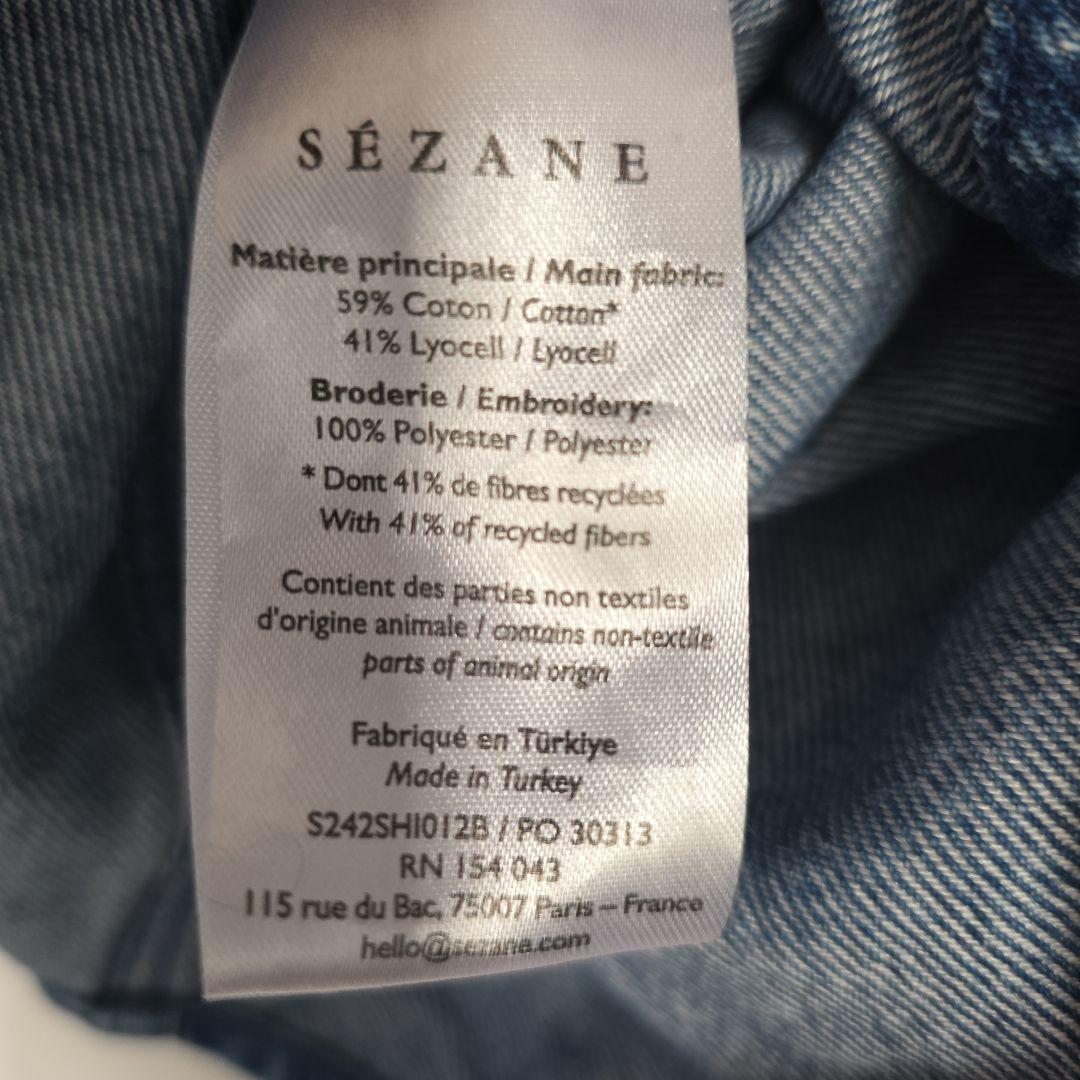 SÉZANE
Matière principale / Main fabric:
59% Coton / Cotton*
41% Lyocell / Lyocell
Broderie / Embroidery:
100% Polyester / Polyester
* Dont 41% de fibres recyclées
With 41% of recycled fibers
Contient des parties non textiles
d'origine animale / contains non-textile
parts of animal origin
Fabriqué en Türkiye
Made in Turkey
S242SHI012B / PO 30313
RN 154 043
115 rue du Bac, 75007 Paris – France
hello@sezane.com